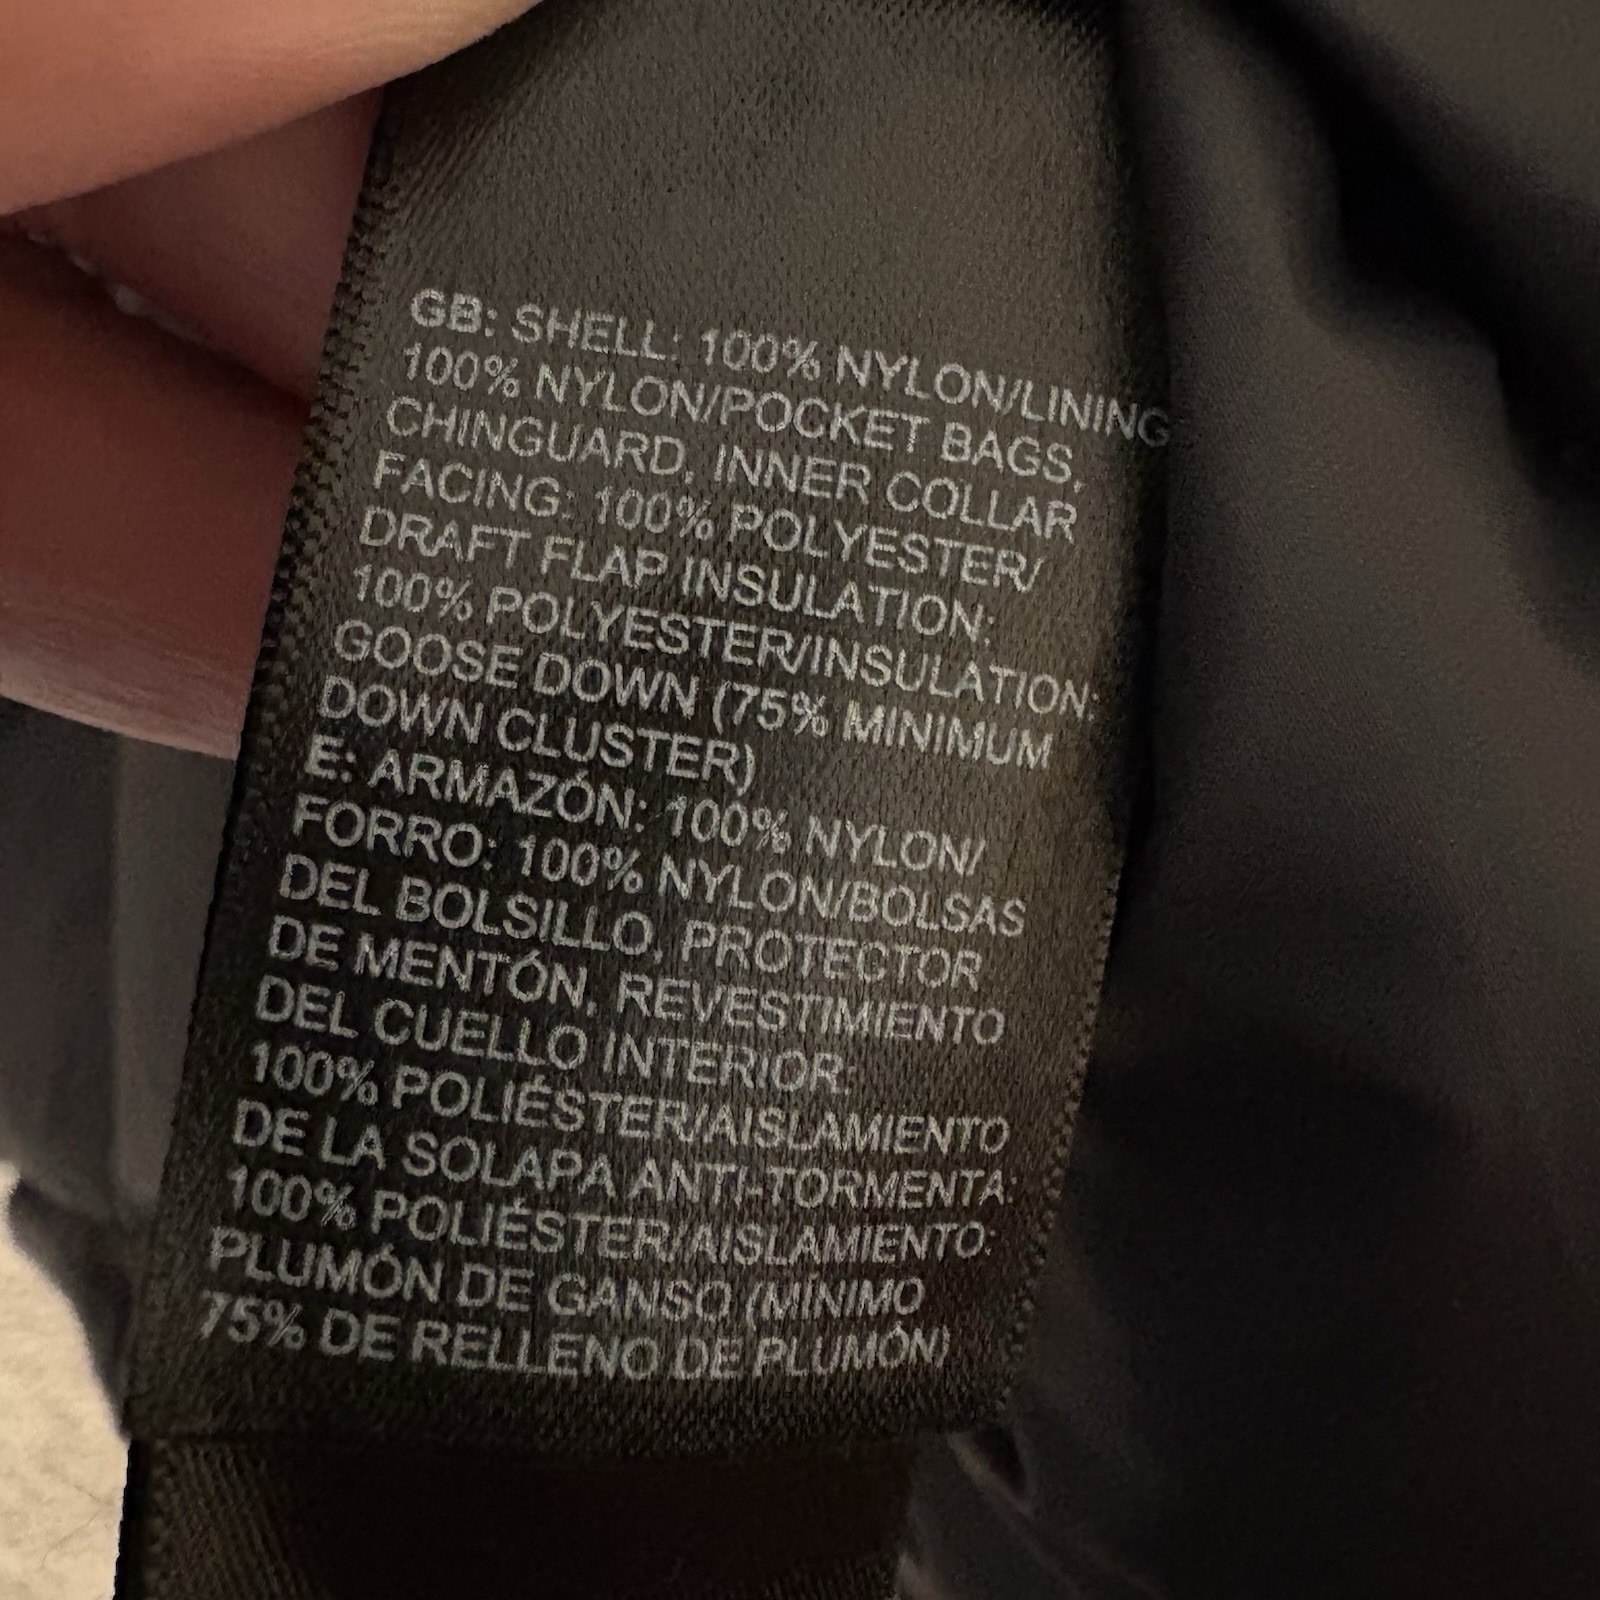 GB: SHELL: 100% NYLON/LINING
100% NYLON/POCKET BAGS,
CHINGUARD, INNER COLLAR
FACING: 100% POLYESTER/
DRAFT FLAP INSULATION:
100% POLYESTER/INSULATION:
GOOSE DOWN (75% MINIMUM
DOWN CLUSTER)
E: ARMAZÓN: 100% NYLON/
FORRO: 100% NYLON/BOLSAS
DEL BOLSILLO, PROTECTOR
DE MENTÓN, REVESTIMIENTO
DEL CUELLO INTERIOR:
100% POLIÉSTER/AISLAMIENTO
DE LA SOLAPA ANTI-TORMENTA:
100% POLIÉSTER/AISLAMIENTO:
PLUMÓN DE GANSO (MÍNIMO
75% DE RELLENO DE PLUMÓN)